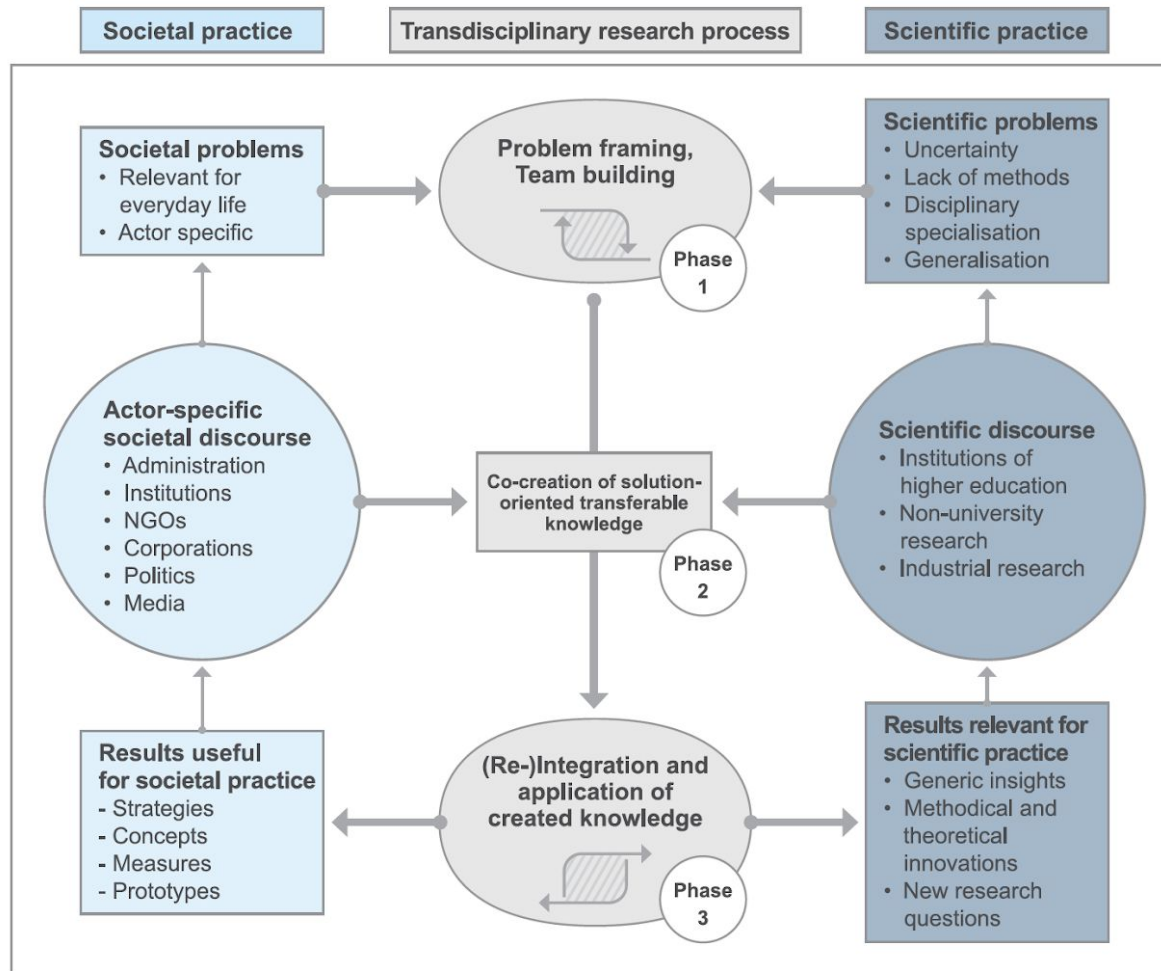 Societal practice
Transdisciplinary research process
Scientific practice
Societal problems
• Relevant for
everyday life
• Actor specific
Problem framing,
Team building
Phase
1
Scientific problems
• Uncertainty
• Lack of methods
• Disciplinary
specialisation
• Generalisation
Actor-specific
societal discourse
• Administration
• Institutions
• NGOs
• Corporations
• Politics
• Media
Co-creation of solution-
oriented transferable
knowledge
Phase
2
Scientific discourse
• Institutions of
higher education
• Non-university
research
• Industrial research
Results useful
for societal practice
- Strategies
- Concepts
- Measures
- Prototypes
(Re-)Integration and
application of
created knowledge
Phase
3
Results relevant for
scientific practice
• Generic insights
• Methodical and
theoretical
innovations
• New research
questions